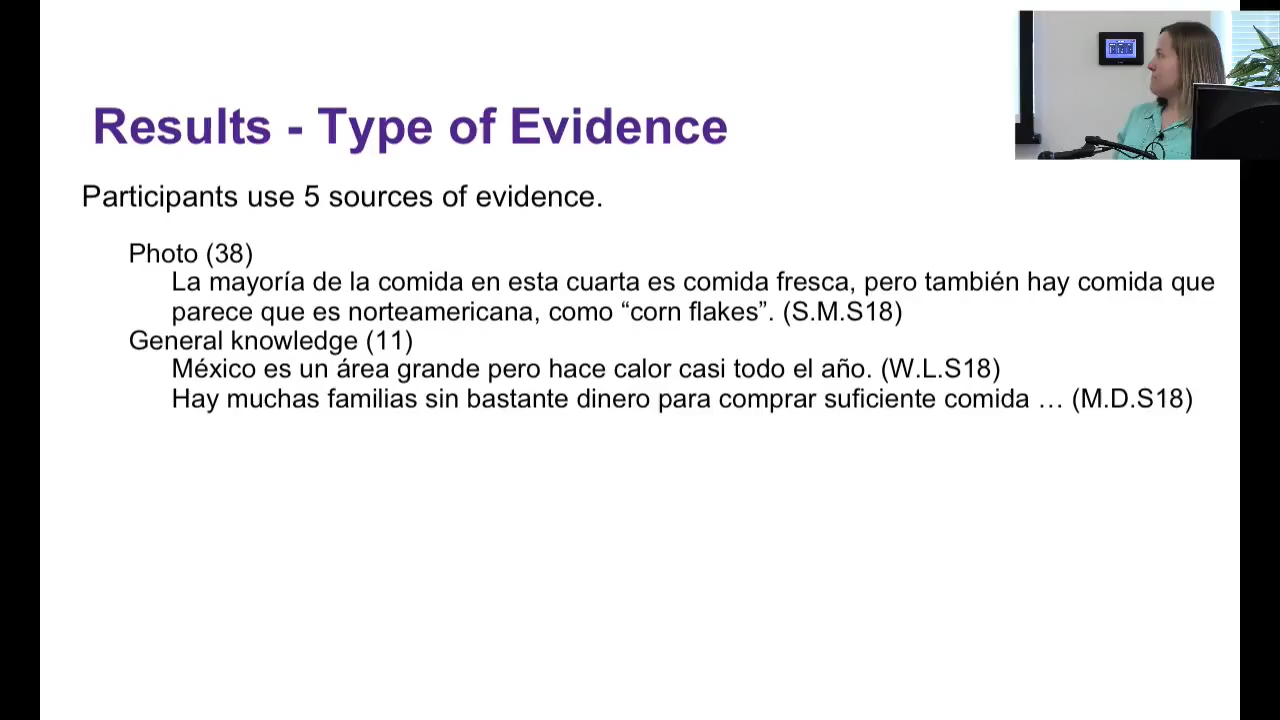 Results - Type of Evidence
Participants use 5 sources of evidence.
Photo (38)
La mayoría de la comida en esta cuarta es comida fresca, pero también hay comida que
parece que es norteamericana, como “corn flakes”. (S.M.S18)
General knowledge (11)
México es un área grande pero hace calor casi todo el año. (W.L.S18)
Hay muchas familias sin bastante dinero para comprar suficiente comida … (M.D.S18)